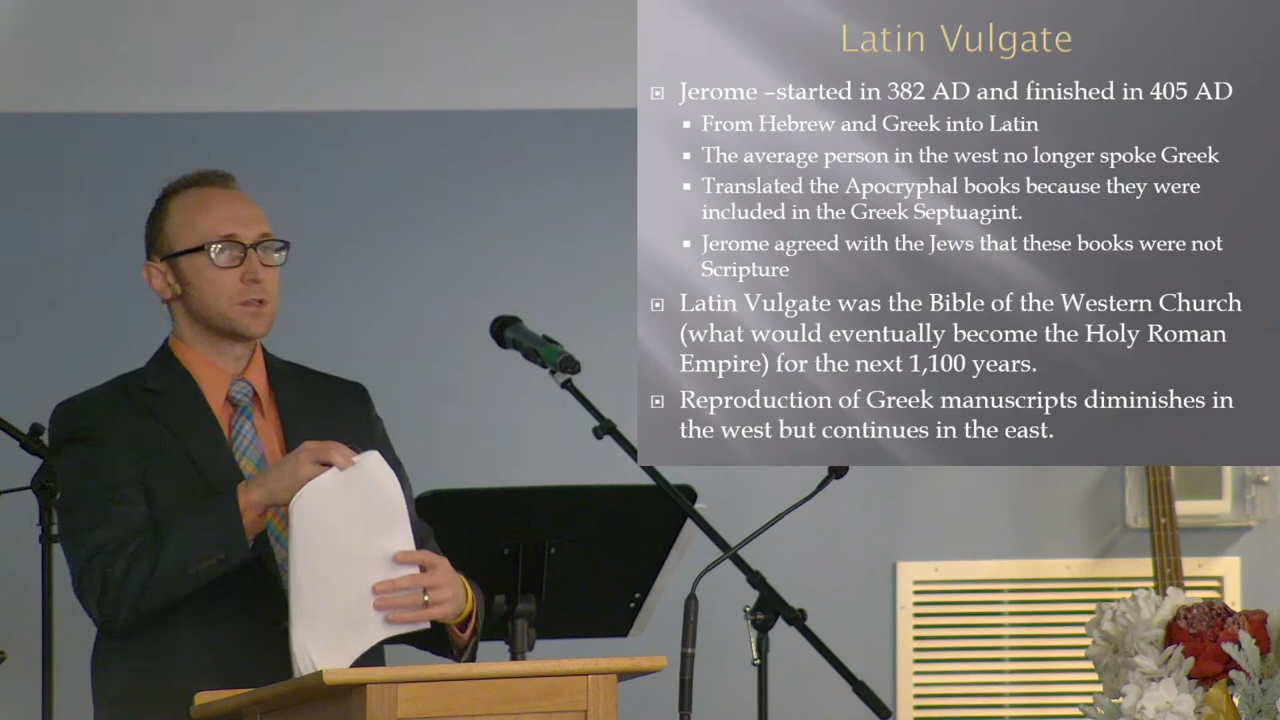 Latin Vulgate
Jerome –started in 382 AD and finished in 405 AD
From Hebrew and Greek into Latin
The average person in the west no longer spoke Greek
Translated the Apocryphal books because they were
included in the Greek Septuagint.
Jerome agreed with the Jews that these books were not
Scripture
Latin Vulgate was the Bible of the Western Church
(what would eventually become the Holy Roman
Empire) for the next 1,100 years.
Reproduction of Greek manuscripts diminishes in
the west but continues in the east.